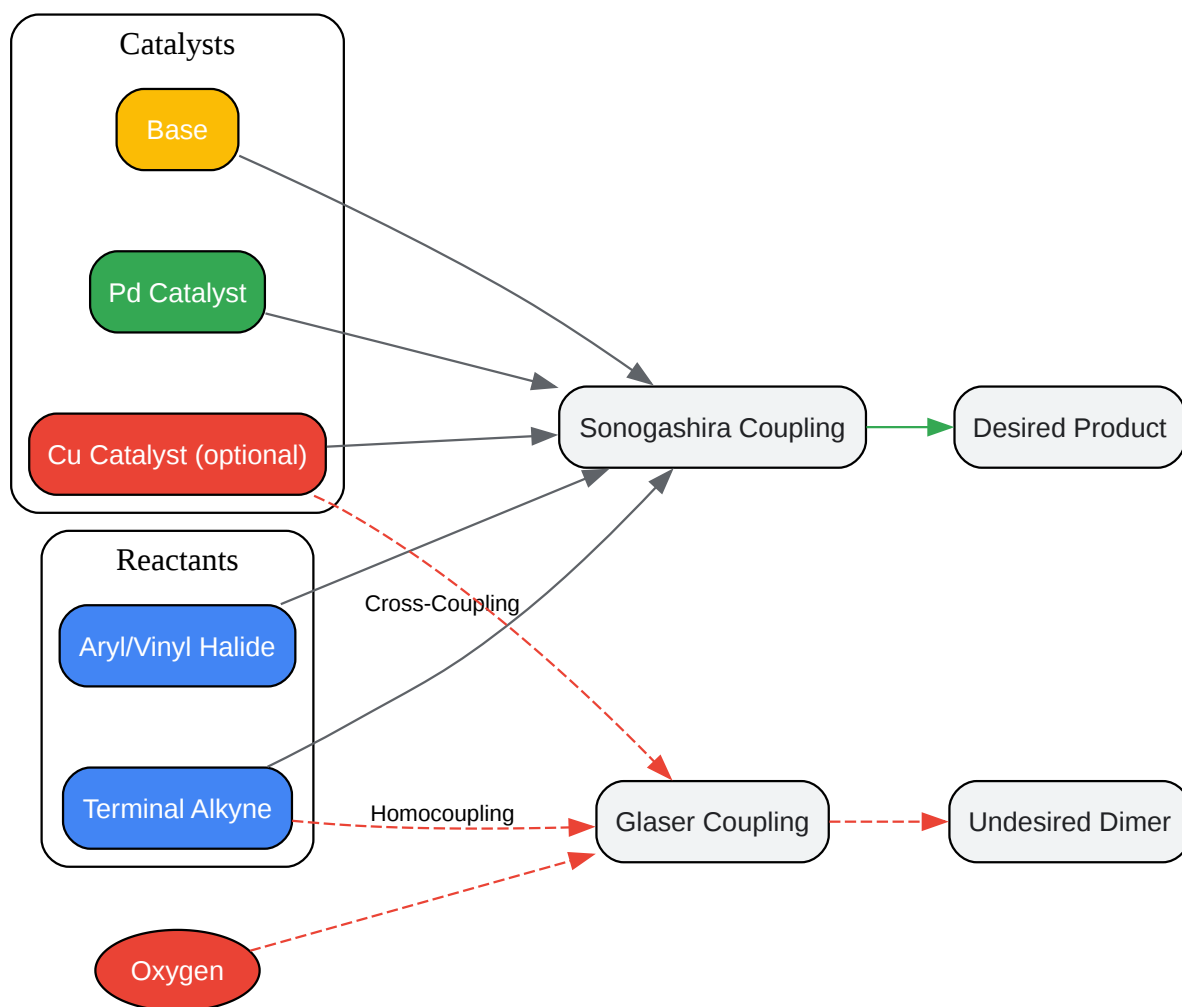 Catalysts
Base
Pd Catalyst
Cu Catalyst (optional)
Sonogashira Coupling
Desired Product
Reactants
Aryl/Vinyl Halide
Cross-Coupling
Terminal Alkyne
Homocoupling
Glaser Coupling
Undesired Dimer
Oxygen